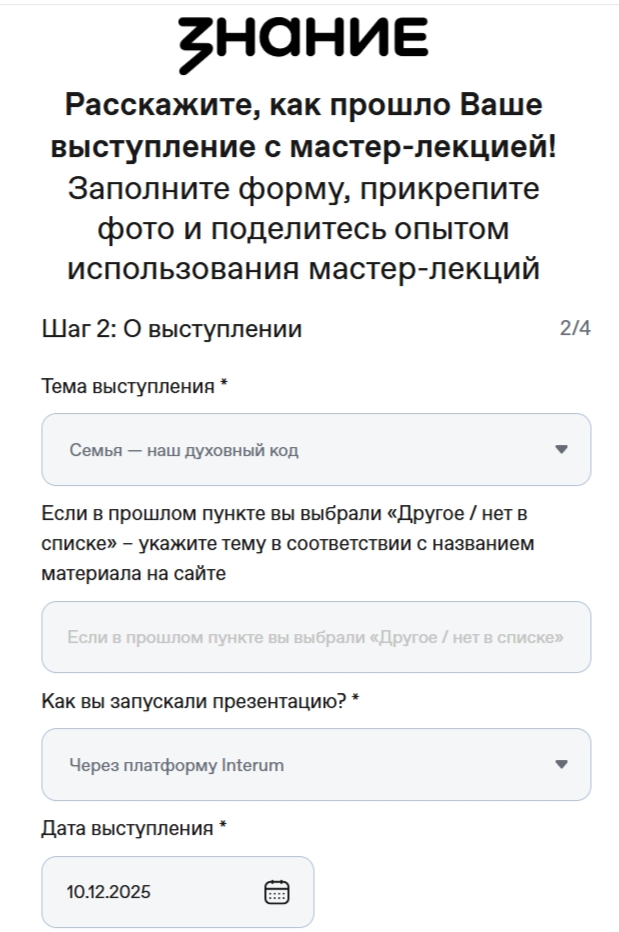 ЗНАНИЕ
Расскажите, как прошло Ваше
выступление с мастер-лекцией!
Заполните форму, прикрепите
фото и поделитесь опытом
использования мастер-лекций
Шаг 2: О выступлении 2/4
Тема выступления *
Семья — наш духовный код
Если в прошлом пункте вы выбрали «Другое / нет в
списке» – укажите тему в соответствии с названием
материала на сайте
Если в прошлом пункте вы выбрали «Другое / нет в списке»
Как вы запускали презентацию? *
Через платформу Interum
Дата выступления *
10.12.2025